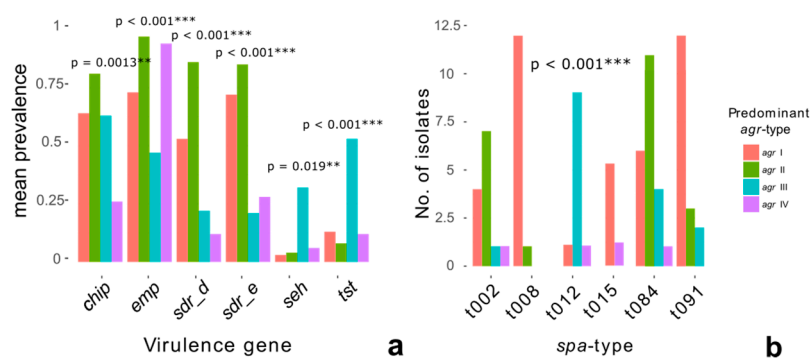 p < 0.001***
p < 0.001***
p = 0.0013**
p < 0.001***
p < 0.001***
p = 0.019**
mean prevalence
1
0.75
0.5
0.25
0
chip
emp
sdr_d
sdr_e
seh
tst
Virulence gene
a
No. of isolates
12.5
10.0
7.5
5.0
2.5
0
p < 0.001***
t002
t008
t012
t015
t084
t091
spa-type
b
Predominant
agr-type
agr I
agr II
agr III
agr IV